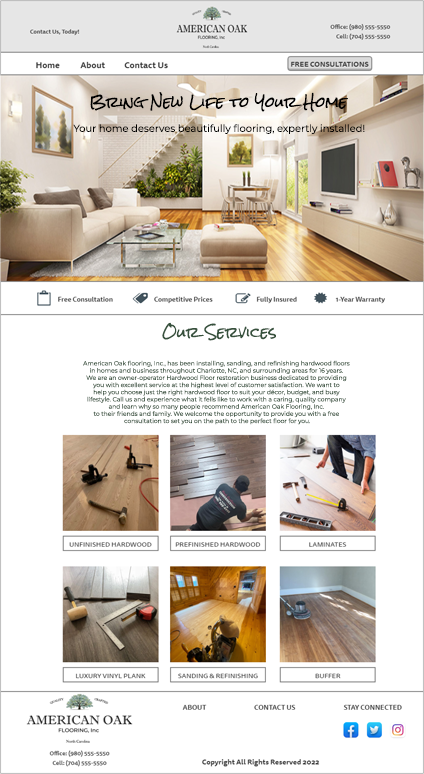 Contact Us, Today!
QUALITY CRAFTED
AMERICAN OAK
FLOORING, Inc
North Carolina
Office: (980) 555-5550
Cell: (704) 555-5550
Home About Contact Us
FREE CONSULTATIONS
Bring New Life to Your Home
Your home deserves beautifully flooring, expertly installed!
Free Consultation Competitive Prices Fully Insured 1-Year Warranty
Our Services
American Oak flooring, inc., has been installing, sanding, and refinishing hardwood floors
in homes and business throughout Charlotte, NC, and surrounding areas for 16 years.
We are an owner-operator Hardwood Floor restoration business dedicated to providing
you with excellent service at the highest level of customer satisfaction. We want to
help you choose just the right hardwood floor to suit your décor, budget, and busy
lifestyle. Call us and experience what it fells like to work with a caring, quality company
and learn why so many people recommend American Oak Flooring, Inc.
to their friends and family. We welcome the opportunity to provide you with a free
consultation to set you on the path to the perfect floor for you.
UNFINISHED HARDWOOD PREFINISHED HARDWOOD LAMINATES
LUXURY VINYL PLANK SANDING & REFINISHING BUFFER
QUALITY CRAFTED
AMERICAN OAK
FLOORING, Inc
North Carolina
Office: (980) 555-5550
Cell: (704) 555-5550
ABOUT CONTACT US STAY CONNECTED
Copyright All Rights Reserved 2022